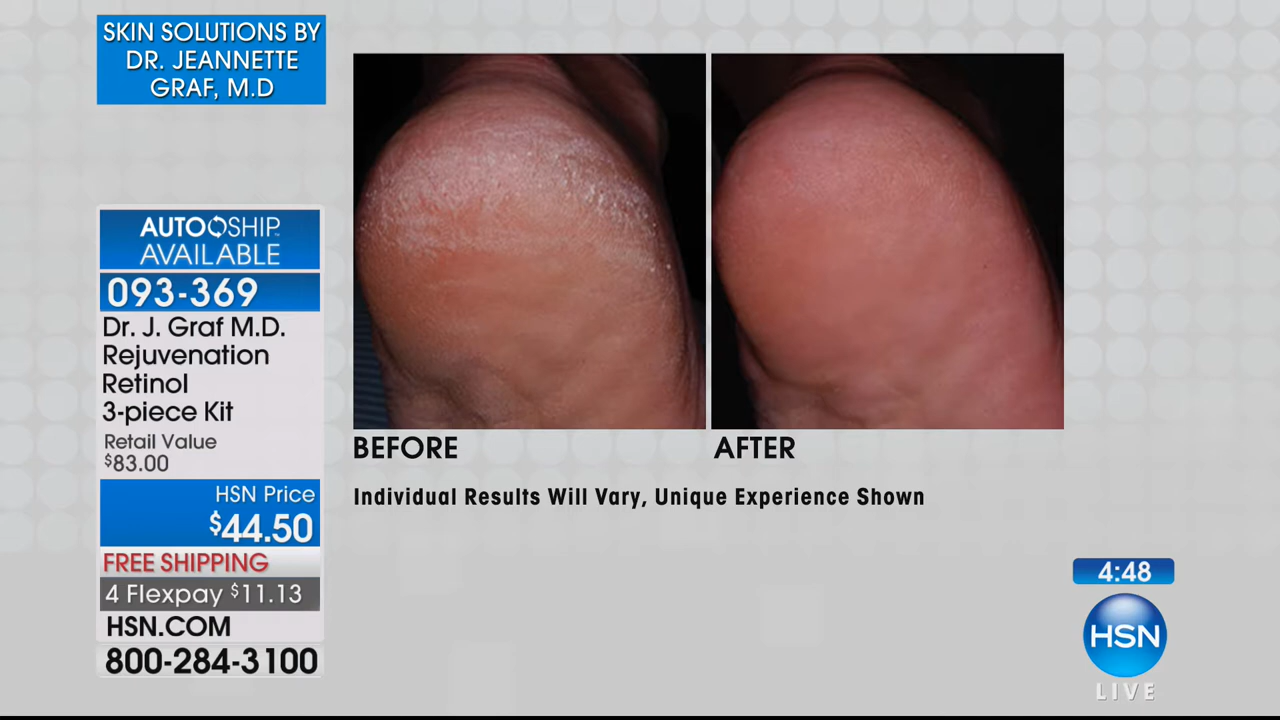 SKIN SOLUTIONS BY
DR. JEANNETTE
GRAF, M.D
AUTOSHIP
AVAILABLE
093-369
Dr. J. Graf M.D.
Rejuvenation
Retinol
3-piece Kit
Retail Value
$83.00
HSN Price
$44.50
FREE SHIPPING
4 Flexpay $11.13
HSN.COM
800-284-3100
BEFORE
AFTER
Individual Results Will Vary, Unique Experience Shown
4:48
HSN
LIVE